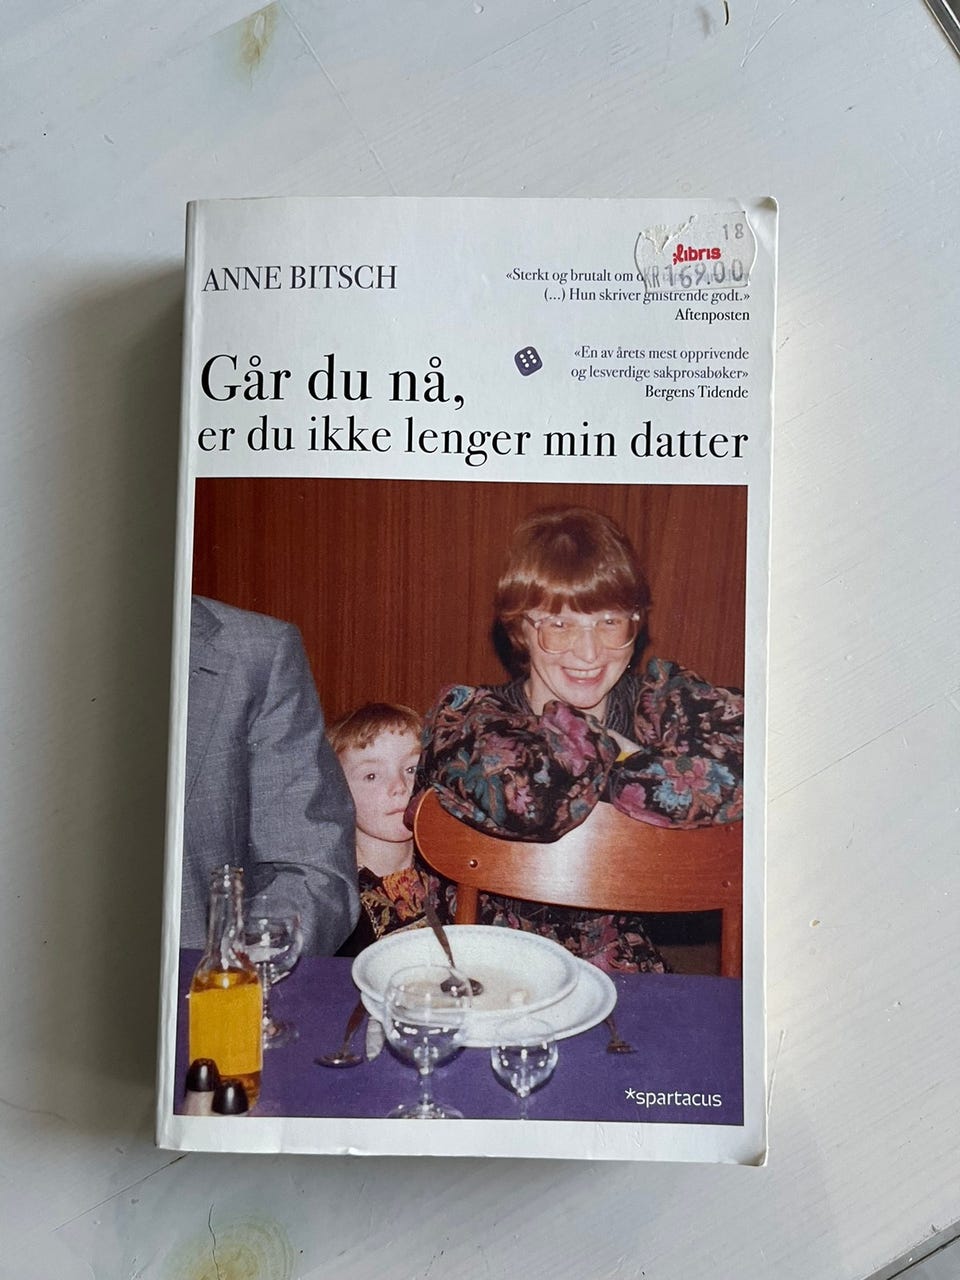 ANNE BITSCH
18
libris
KR 169.00
«Sterkt og brutalt om
(...) Hun skriver gnistrende godt.»
Aftenposten
«En av årets mest opprivende
og lesverdige sakprosabøker»
Bergens Tidende
Går du nå,
er du ikke lenger min datter
*spartacus